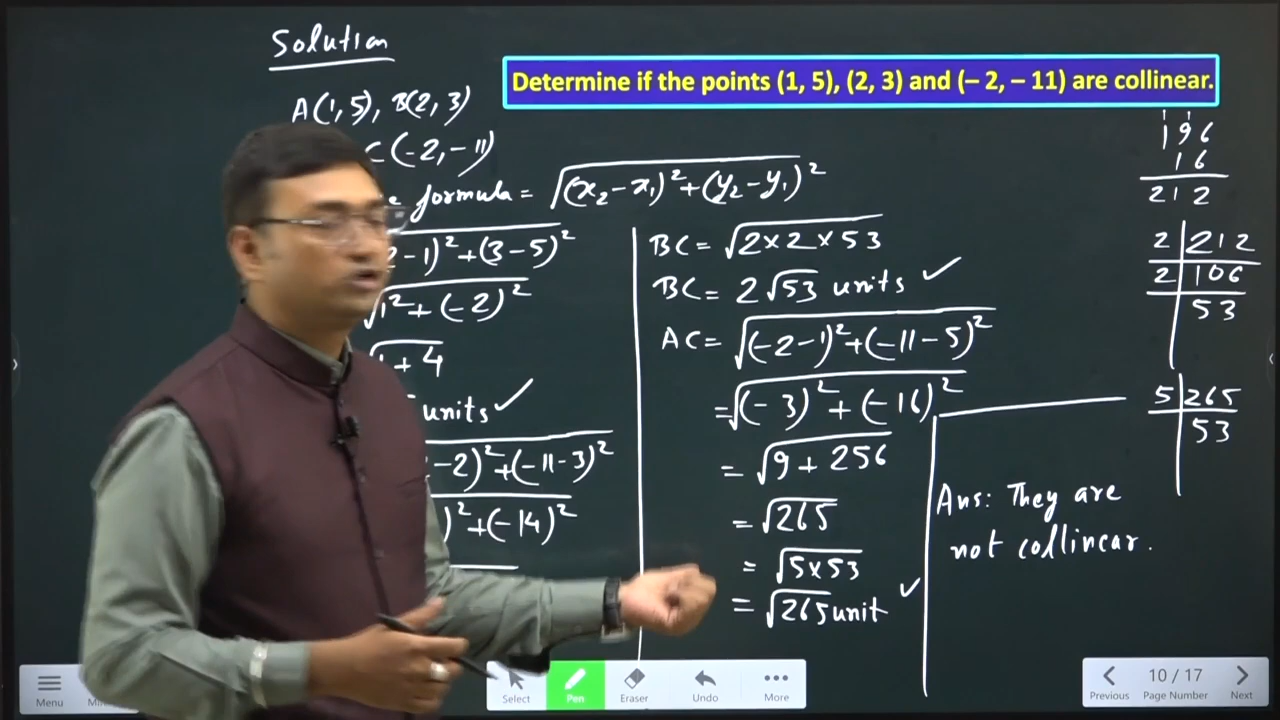 Solution
Determine if the points (1, 5), (2, 3) and (– 2, – 11) are collinear.
A(1, 5), B(2, 3)
C(-2, -11)
formula = √(x₂-x₁)²+(y₂-y₁)²
-1)²+(3-5)²
√1²+(-2)²
√1+4
units ✓
-2)²+(-11-3)²
)²+(-14)²
BC = √2×2×53
BC = 2√53 units ✓
AC = √(-2-1)²+(-11-5)²
=√(-3)²+(-16)²
= √9+256
= √265
= √5×53
= √265 unit ✓
Ans: They are
not collinear.
1 1
196
16
212
2|212
2|106
53
5|265
53
Menu
Select
Pen
Eraser
Undo
More
Previous
10 / 17
Page Number
Next